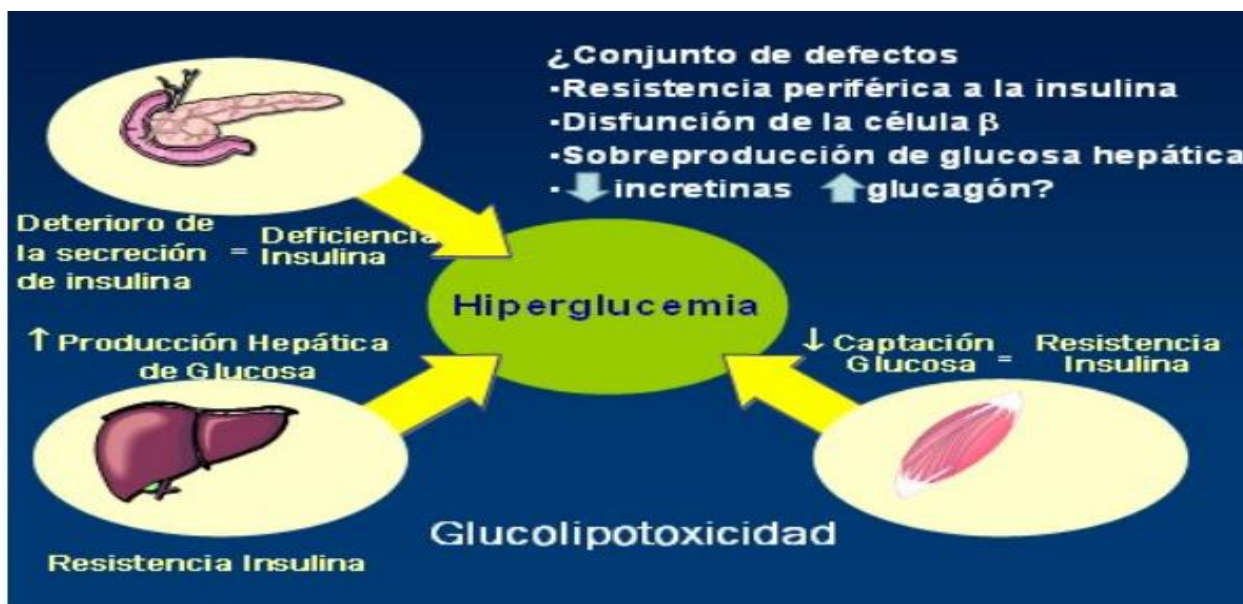 ¿Conjunto de defectos
▪Resistencia periférica a la insulina
▪Disfunción de la célula β
▪Sobreproducción de glucosa hepática
▪ ⬇ incretinas ⬆ glucagón?
Deterioro de
la secreción
de insulina
=
Deficiencia
Insulina
Hiperglucemia
↑ Producción Hepática
de Glucosa
Resistencia Insulina
↓ Captación
Glucosa
=
Resistencia
Insulina
Glucolipotoxicidad